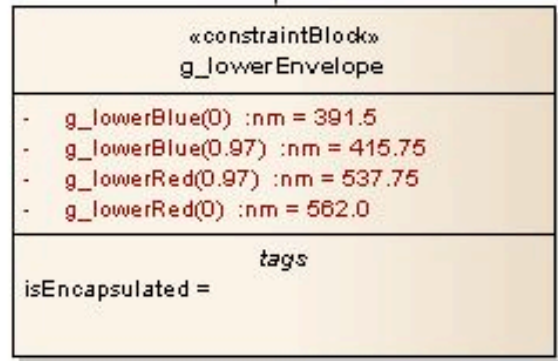 «constraintBlock»
g_lowerEnvelope
- g_lowerBlue(0) :nm = 391.5
- g_lowerBlue(0.97) :nm = 415.75
- g_lowerRed(0.97) :nm = 537.75
- g_lowerRed(0) :nm = 562.0
tags
isEncapsulated =